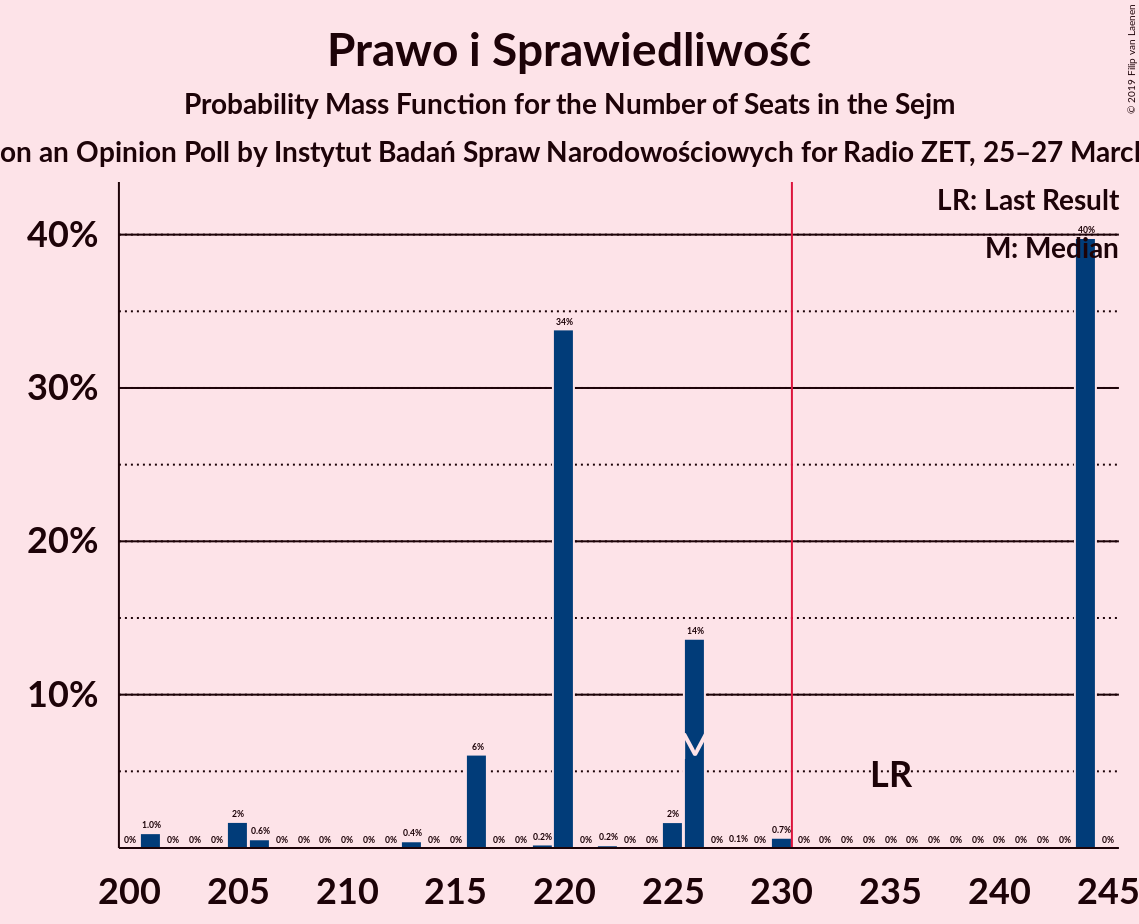 Prawo i Sprawiedliwość
Probability Mass Function for the Number of Seats in the Sejm
on an Opinion Poll by Instytut Badań Spraw Narodowościowych for Radio ZET, 25–27 March
© 2019 Filip van Laenen
LR: Last Result
M: Median
40%
30%
20%
10%
0% 1.0% 0% 0% 0% 2% 0.6% 0% 0% 0% 0% 0% 0% 0.4% 0% 0% 6% 0% 0% 0.2% 34% 0% 0.2% 0% 0% 2% 14% 0% 0.1% 0% 0.7% 0% 0% 0% 0% 0% 0% 0% 0% 0% 0% 0% 0% 0% 40% 0%
LR
200 205 210 215 220 225 230 235 240 245